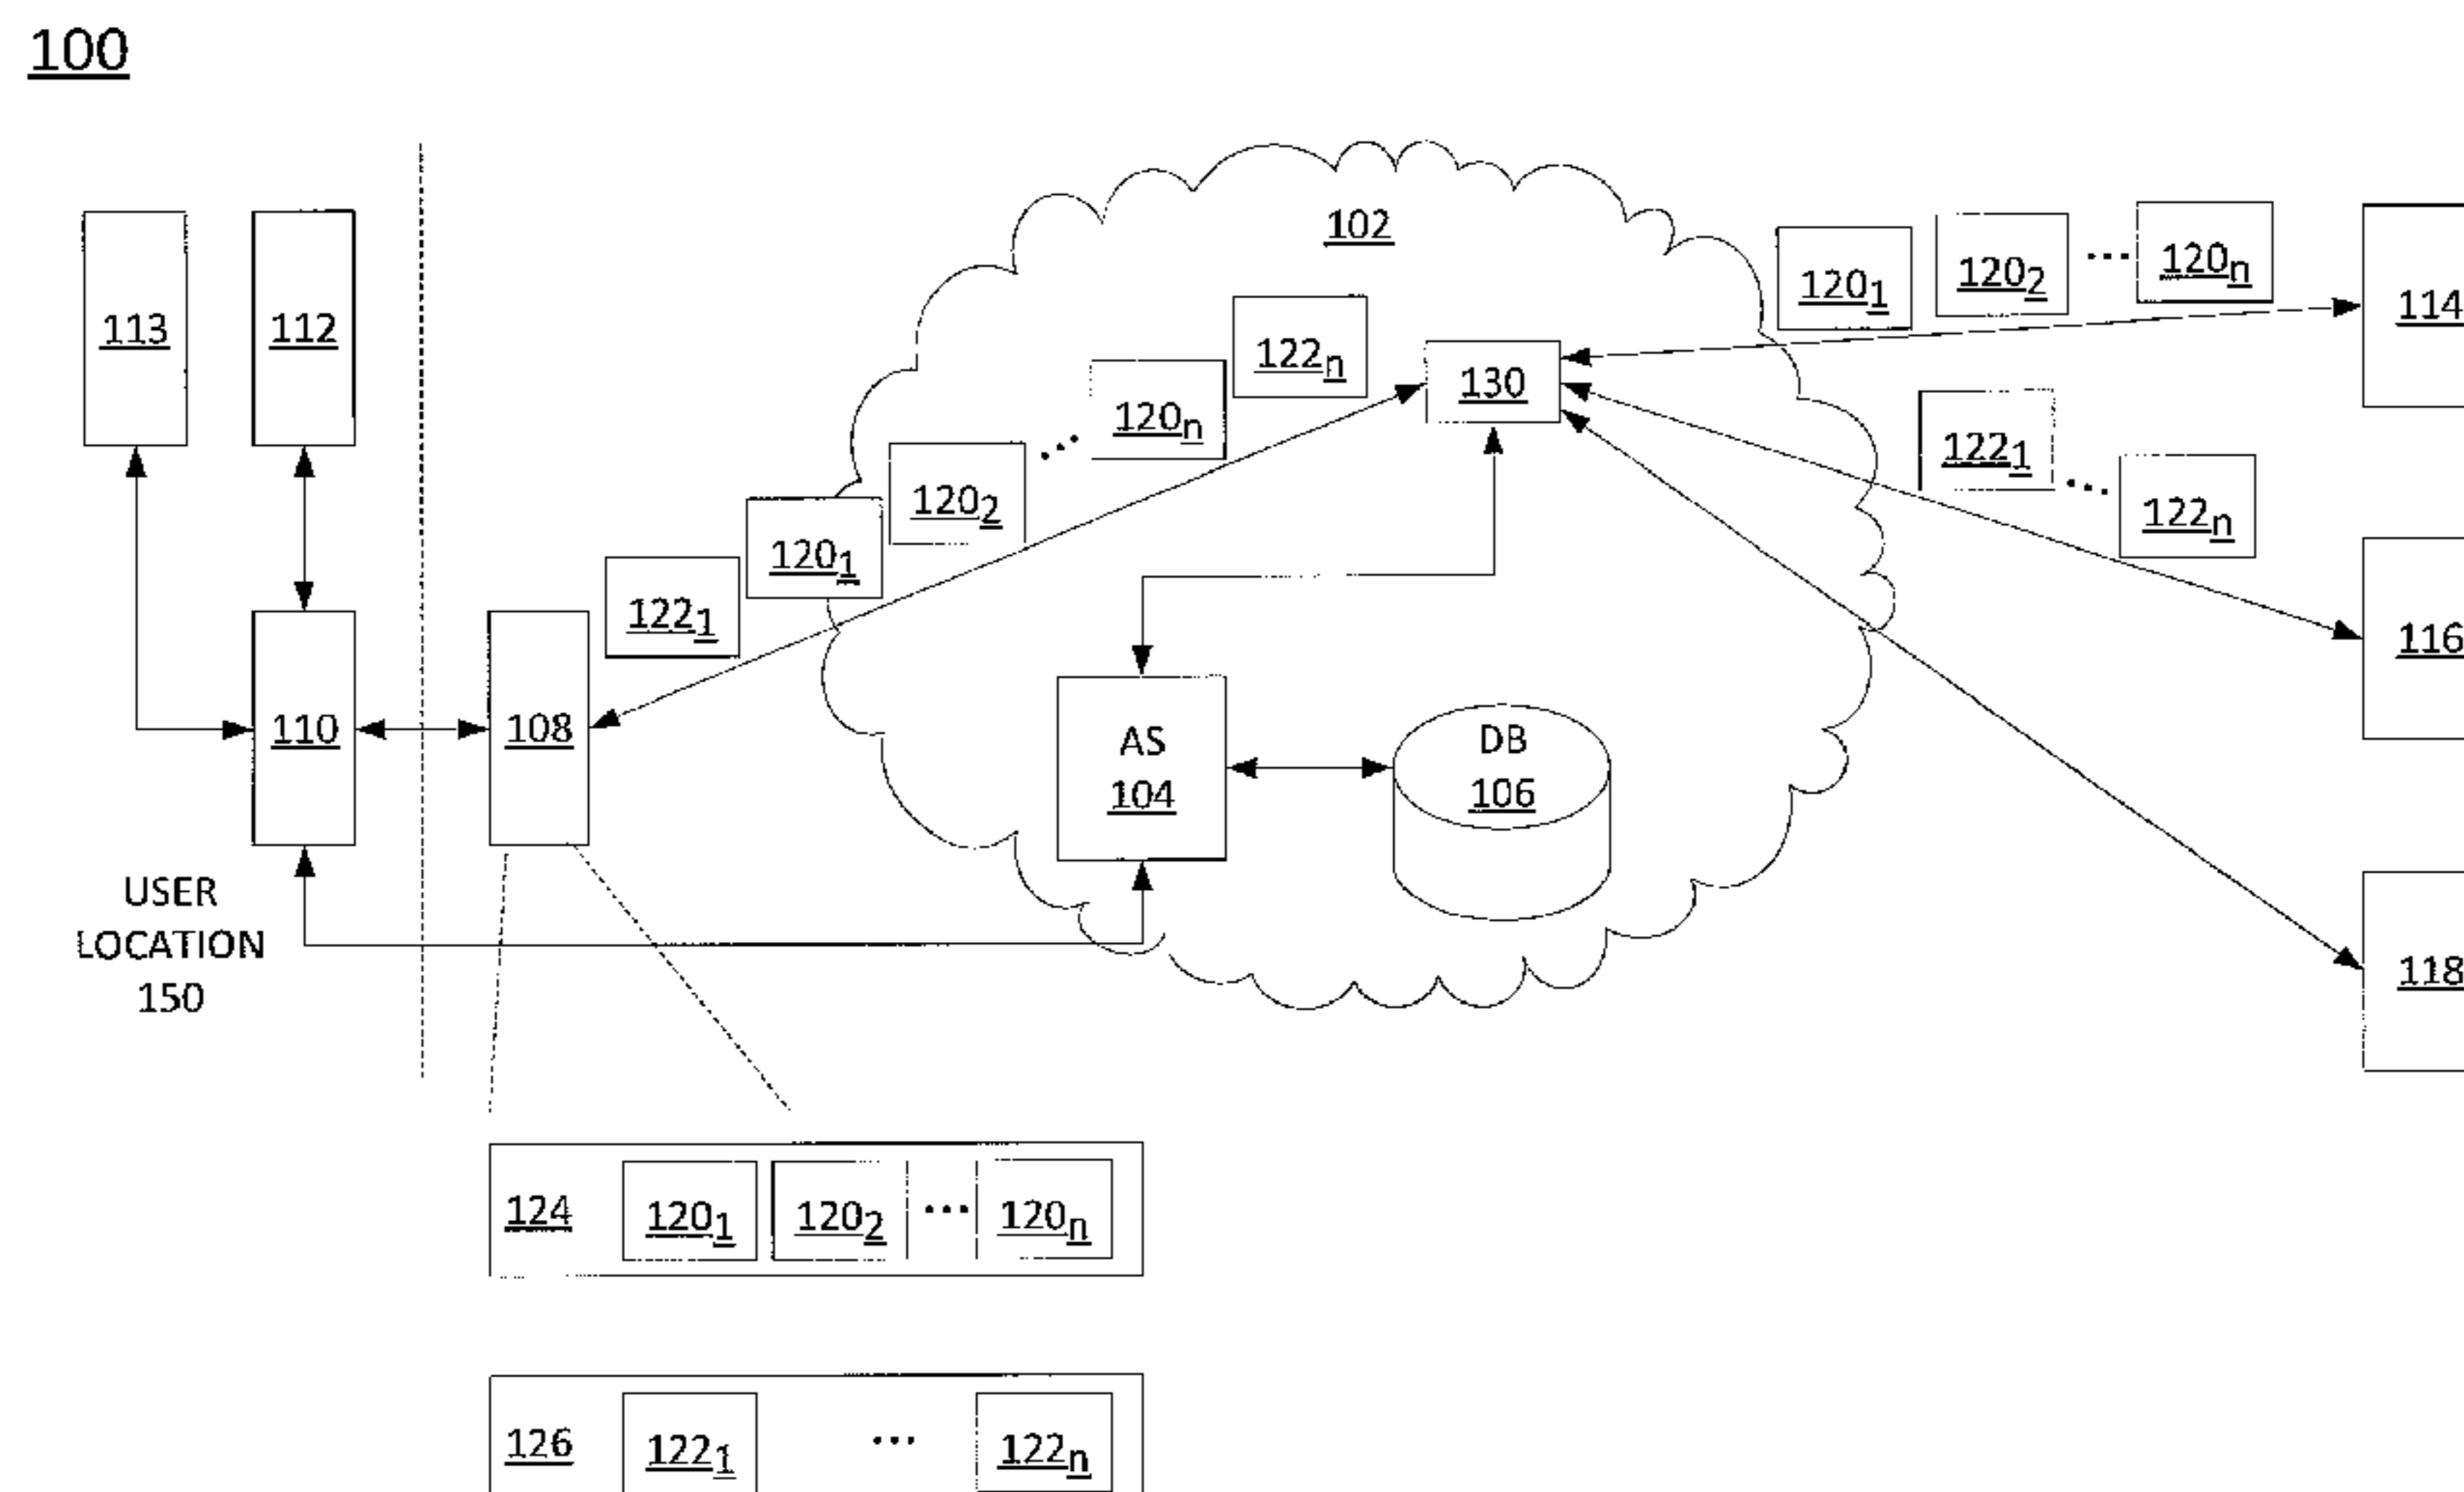 100
102
120₁ 120₂ ... 120n
113
112
114
130
122n
120n
120₂
120₁
122₁
122₁
... 122n
116
110
108
AS
104
DB
106
USER
LOCATION
150
118
124 120₁ 120₂ ... 120n
126 122₁ ... 122n